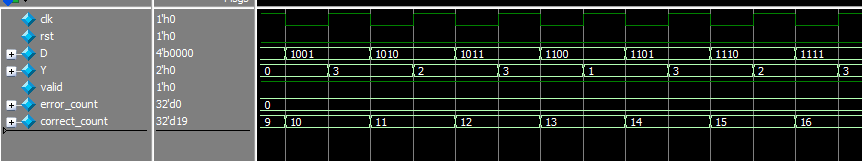 Msgs
clk 1'h0
rst 1'h0
D 4'b0000 1001 1010 1011 1100 1101 1110 1111
Y 2'h0 0 3 2 3 1 3 2 3
valid 1'h0
error_count 32'd0 0
correct_count 32'd19 9 10 11 12 13 14 15 16